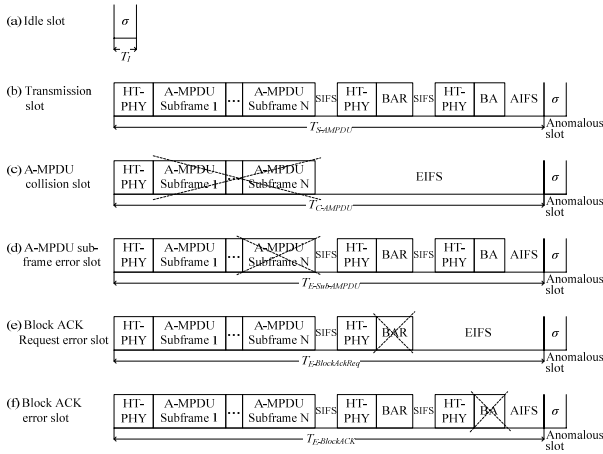 (a) Idle slot
σ
T_I
(b) Transmission
slot
HT-
PHY
A-MPDU
Subframe 1
...
A-MPDU
Subframe N
SIFS
HT-
PHY
BAR
SIFS
HT-
PHY
BA
AIFS
σ
T_S-AMPDU
Anomalous
slot
(c) A-MPDU
collision slot
HT-
PHY
A-MPDU
Subframe 1
...
A-MPDU
Subframe N
EIFS
σ
T_C-AMPDU
Anomalous
slot
(d) A-MPDU sub-
frame error slot
HT-
PHY
A-MPDU
Subframe 1
...
A-MPDU
Subframe N
SIFS
HT-
PHY
BAR
SIFS
HT-
PHY
BA
AIFS
σ
T_E-Sub-AMPDU
Anomalous
slot
(e) Block ACK
Request error slot
HT-
PHY
A-MPDU
Subframe 1
...
A-MPDU
Subframe N
SIFS
HT-
PHY
BAR
EIFS
σ
T_E-BlockAckReq
Anomalous
slot
(f) Block ACK
error slot
HT-
PHY
A-MPDU
Subframe 1
...
A-MPDU
Subframe N
SIFS
HT-
PHY
BAR
SIFS
HT-
PHY
BA
AIFS
σ
T_E-BlockACK
Anomalous
slot